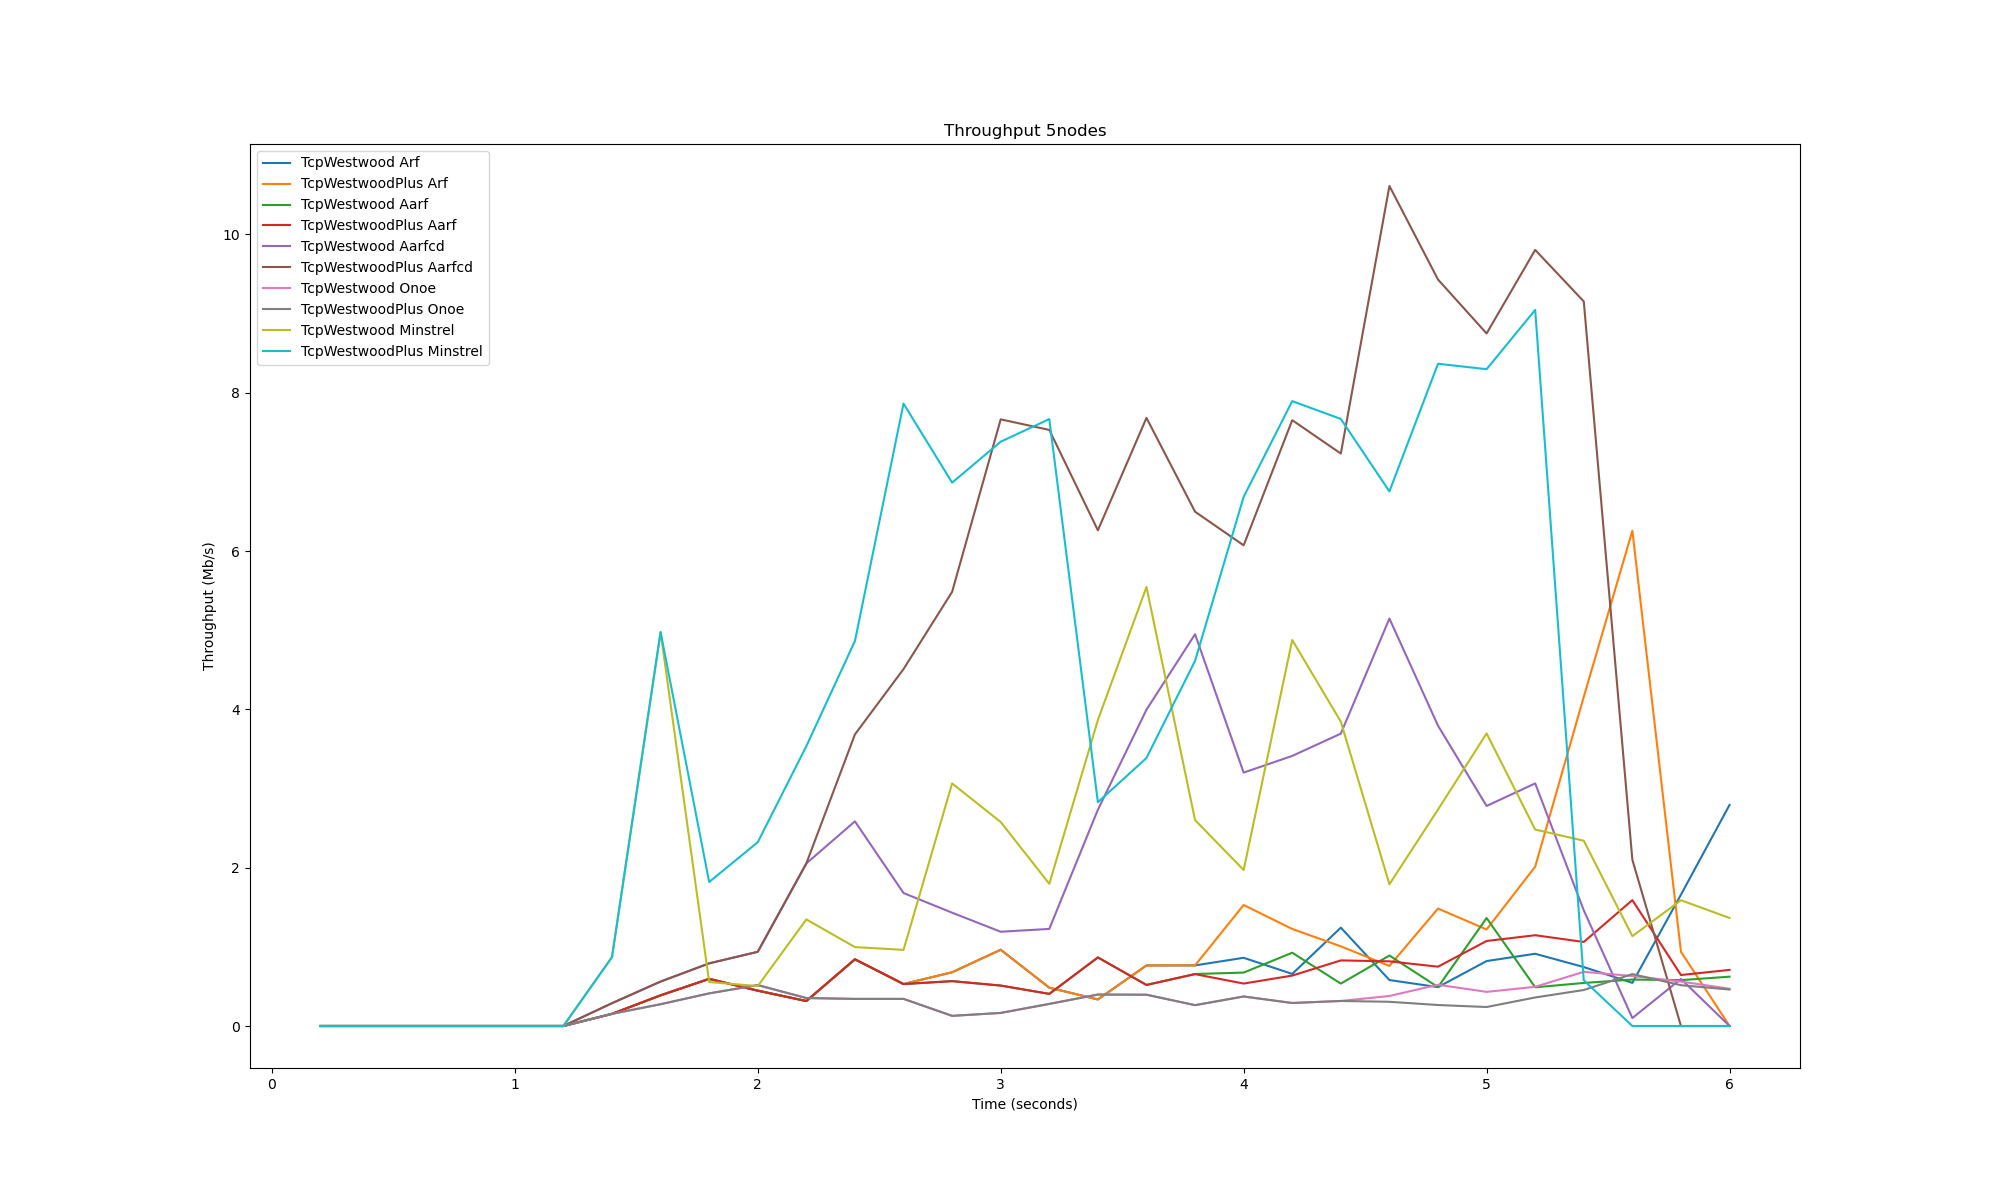 Throughput 5nodes
TcpWestwood Arf
TcpWestwoodPlus Arf
TcpWestwood Aarf
TcpWestwoodPlus Aarf
TcpWestwood Aarfcd
TcpWestwoodPlus Aarfcd
TcpWestwood Onoe
TcpWestwoodPlus Onoe
TcpWestwood Minstrel
TcpWestwoodPlus Minstrel
10
8
6
4
2
0
Throughput (Mb/s)
0 1 2 3 4 5 6
Time (seconds)